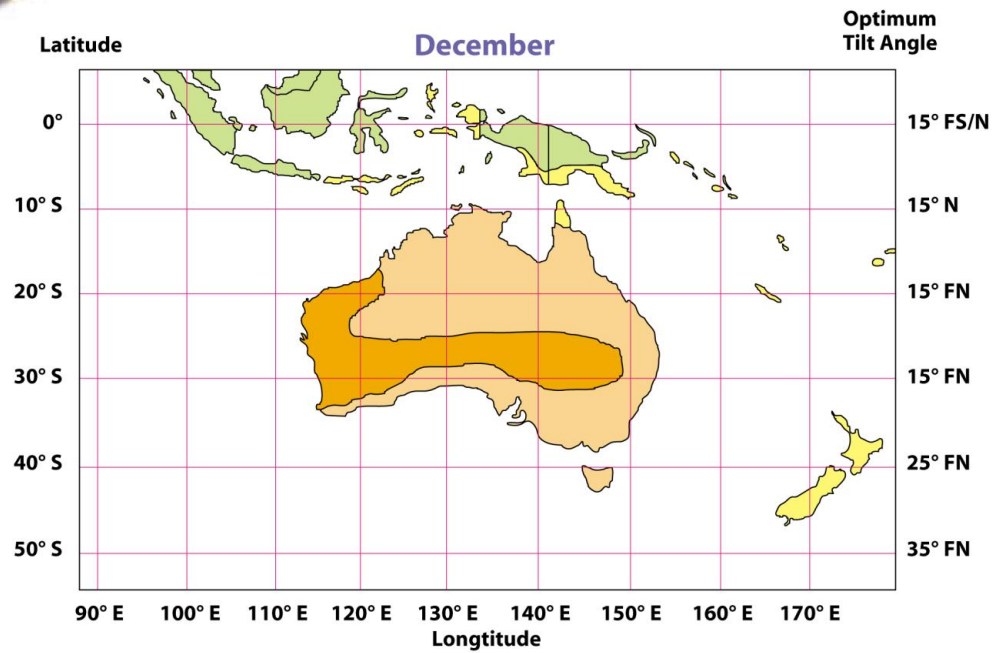 Latitude
December
Optimum
Tilt Angle
0°
15° FS/N
10° S
15° N
20° S
15° FN
30° S
15° FN
40° S
25° FN
50° S
35° FN
90° E 100° E 110° E 120° E 130° E 140° E 150° E 160° E 170° E
Longtitude